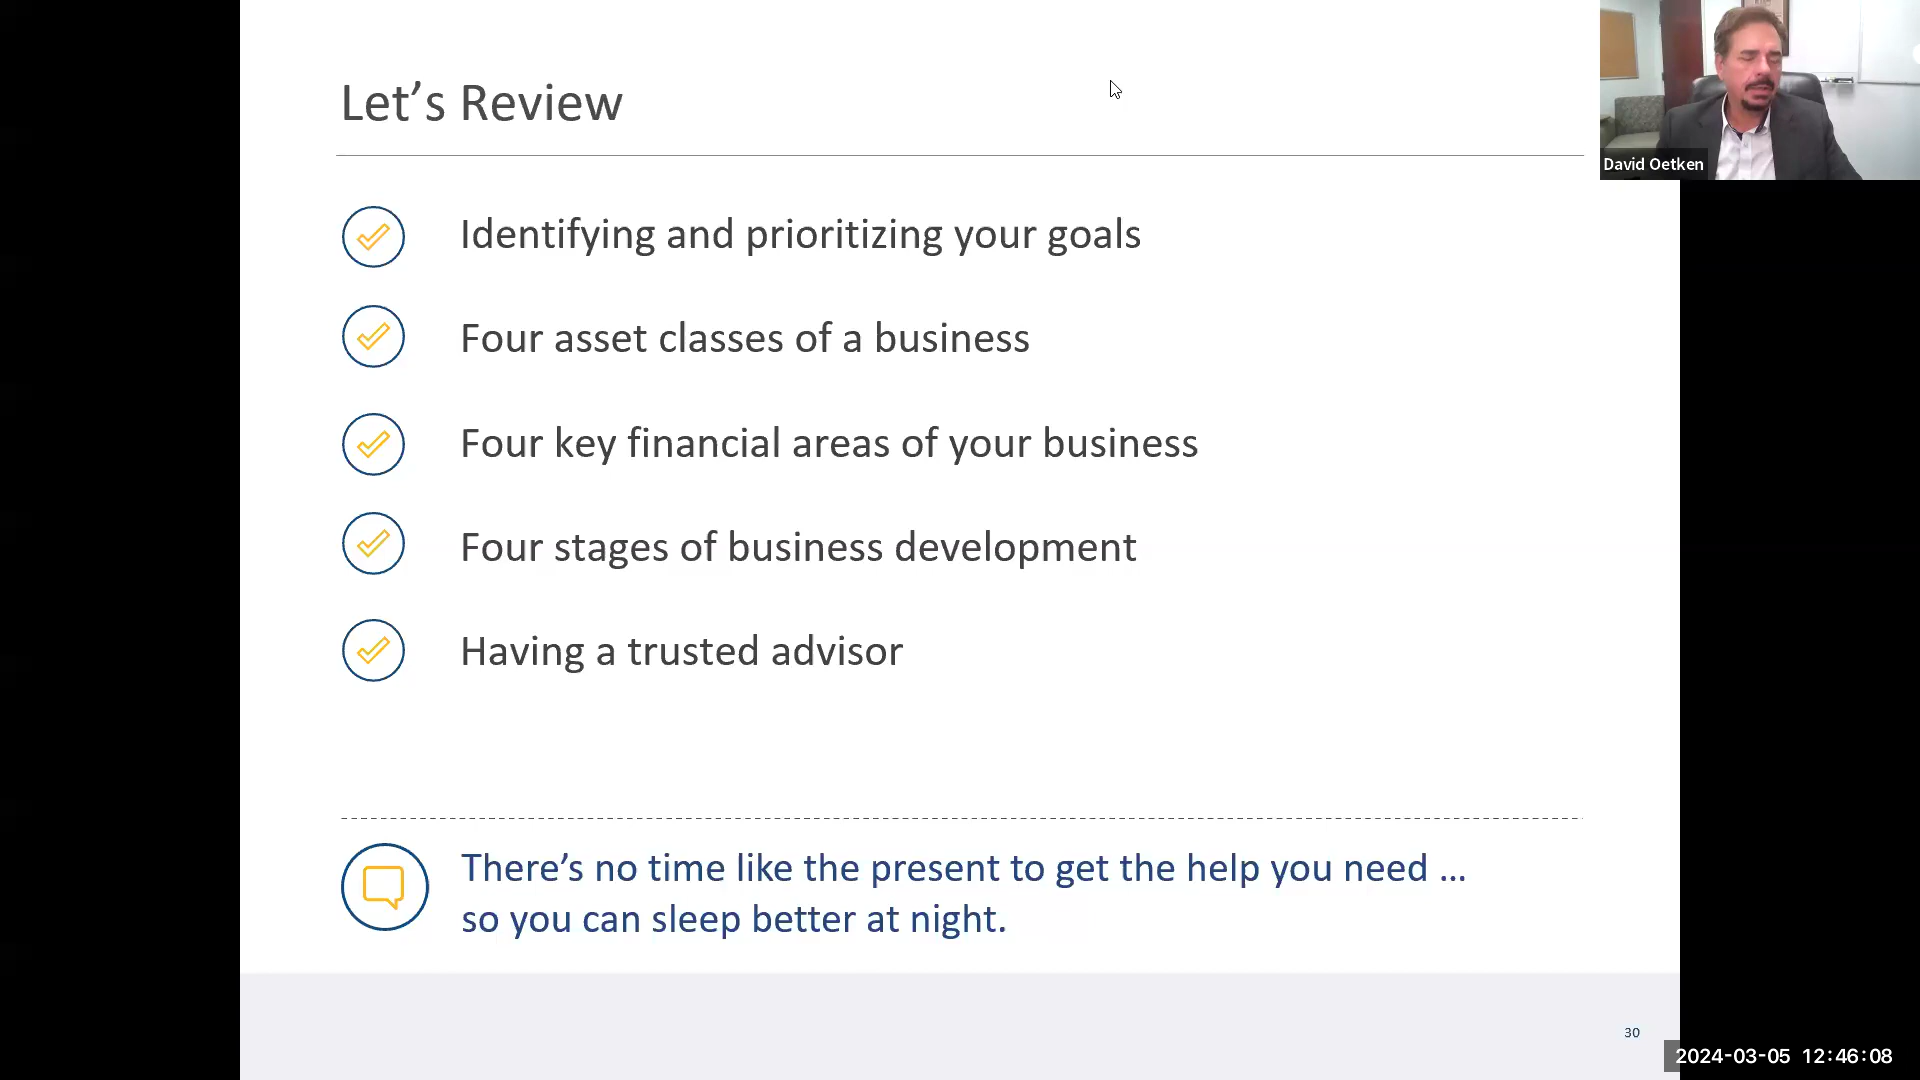 Let’s Review
David Oetken
Identifying and prioritizing your goals
Four asset classes of a business
Four key financial areas of your business
Four stages of business development
Having a trusted advisor
There’s no time like the present to get the help you need …
so you can sleep better at night.
30
2024-03-05 12:46:08